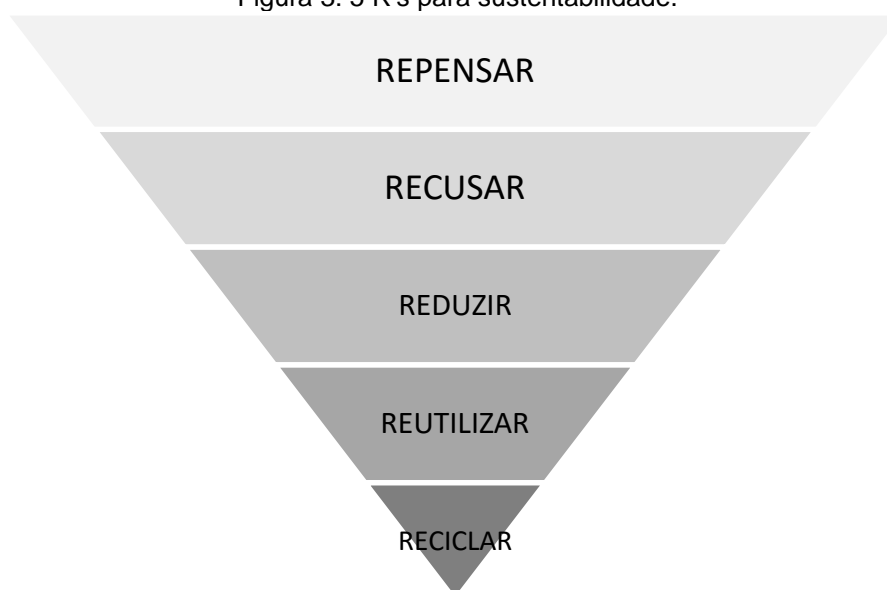 Figura 3. 5 R's para sustentabilidade.
REPENSAR
RECUSAR
REDUZIR
REUTILIZAR
RECICLAR